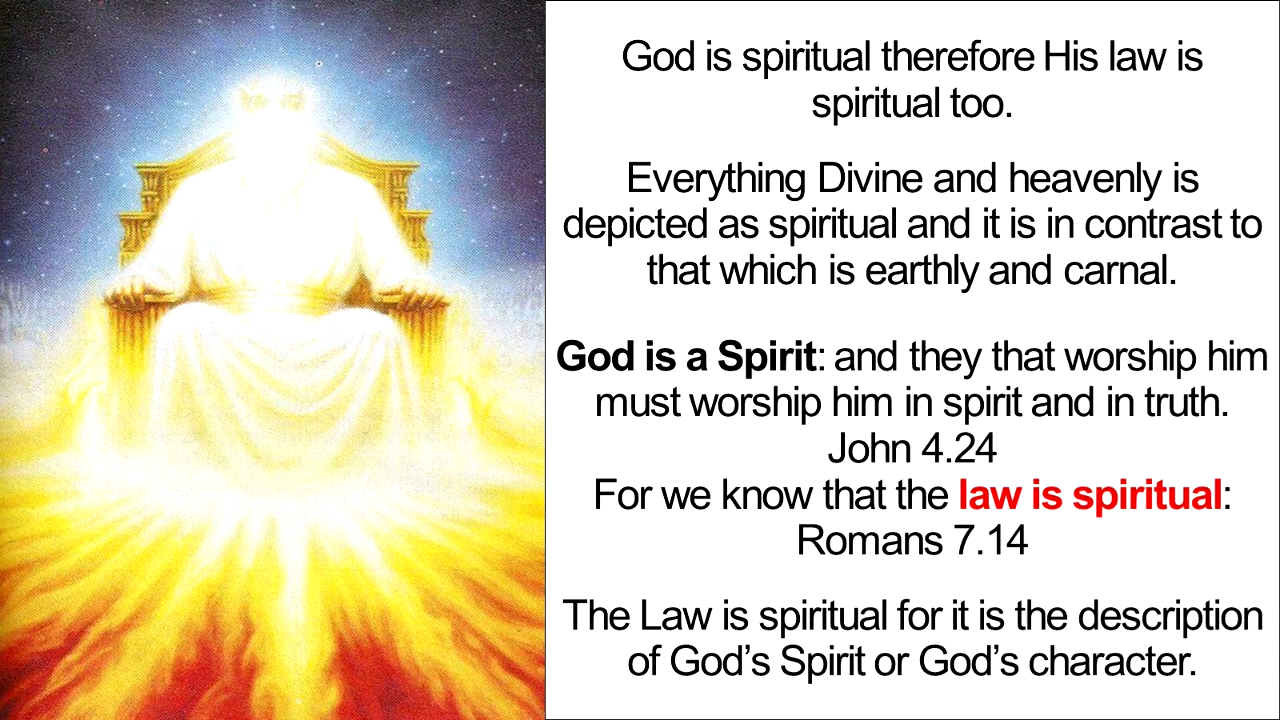 God is spiritual therefore His law is
spiritual too.
Everything Divine and heavenly is
depicted as spiritual and it is in contrast to
that which is earthly and carnal.
God is a Spirit: and they that worship him
must worship him in spirit and in truth.
John 4.24
For we know that the law is spiritual:
Romans 7.14
The Law is spiritual for it is the description
of God’s Spirit or God’s character.